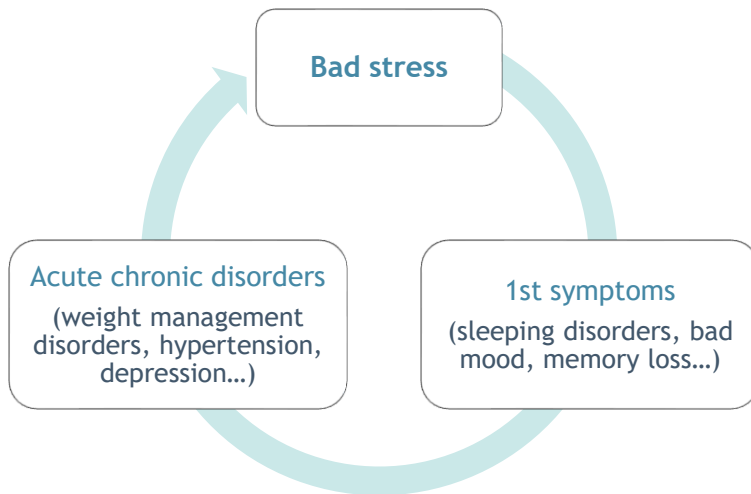 Bad stress
Acute chronic disorders
(weight management
disorders, hypertension,
depression…)
1st symptoms
(sleeping disorders, bad
mood, memory loss…)